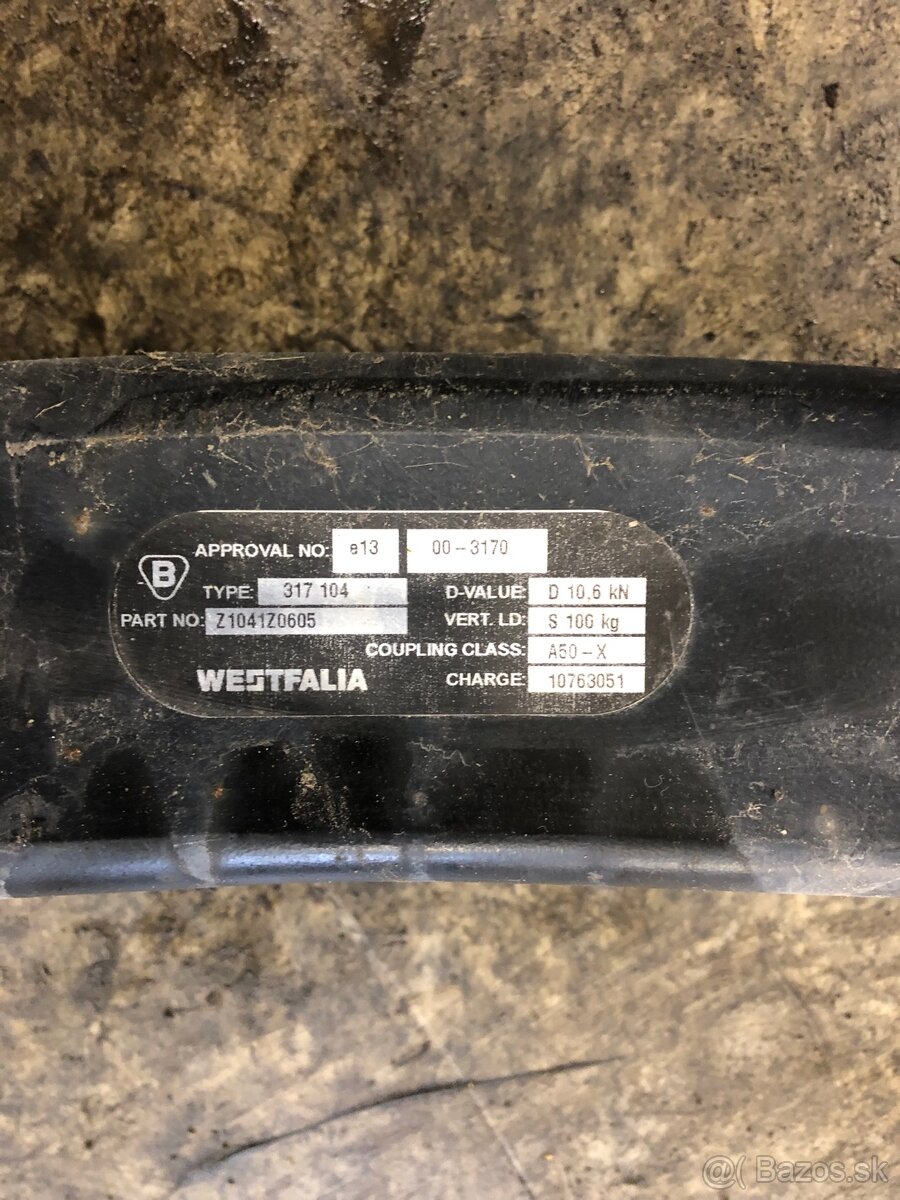 B
APPROVAL NO: e13 00-3170
TYPE: 317 104 D-VALUE: D 10,6 kN
PART NO: Z1041Z0605 VERT. LD: S 100 kg
COUPLING CLASS: A50-X
WESTFALIA CHARGE: 10763051
@( Bazos.sk